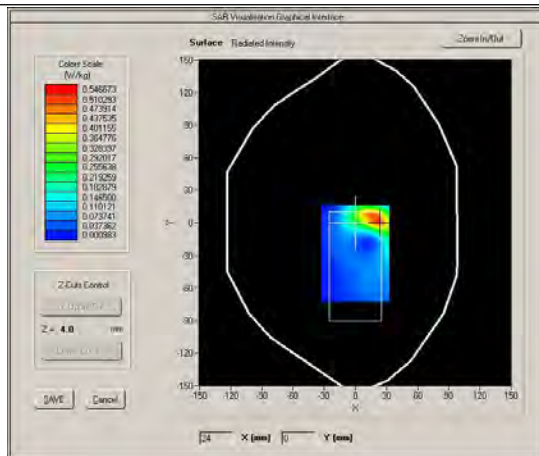 SAR Visualisation Graphical Interface
Surface Radiated Intensity
Zoom In/Out
Colors Scale
(W/kg)
0.546673
0.510293
0.473914
0.437535
0.401155
0.364776
0.328397
0.292017
0.255638
0.219259
0.182879
0.146500
0.110121
0.073741
0.037362
0.000983
150
120
90
60
30
0
-30
-60
-90
-120
-150
Y
-150 -120 -90 -60 -30 0 30 60 90 120 150
X
Z-Cuts Control
Z = 4.0 mm
SAVE Cancel
24 X (mm) 0 Y (mm)